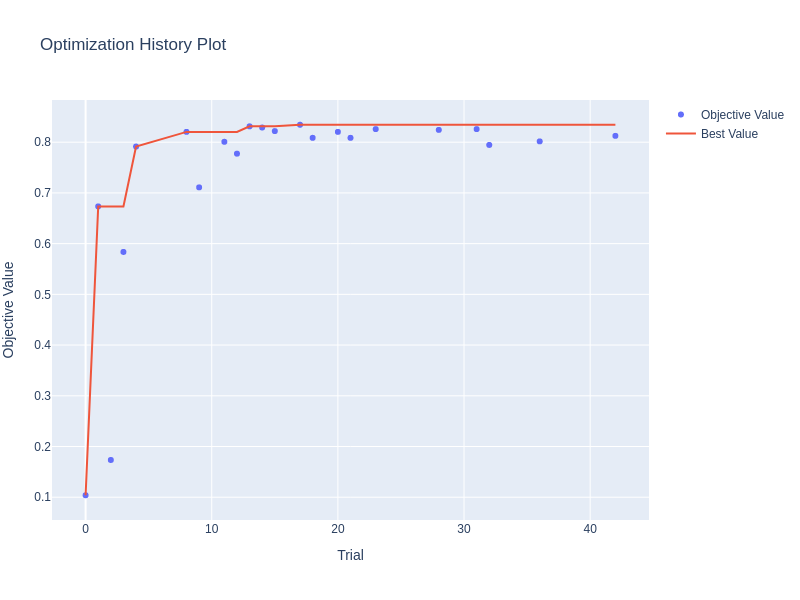 Optimization History Plot
Objective Value
Best Value
0.8
0.7
0.6
0.5
0.4
0.3
0.2
0.1
Objective Value
0
10
20
30
40
Trial